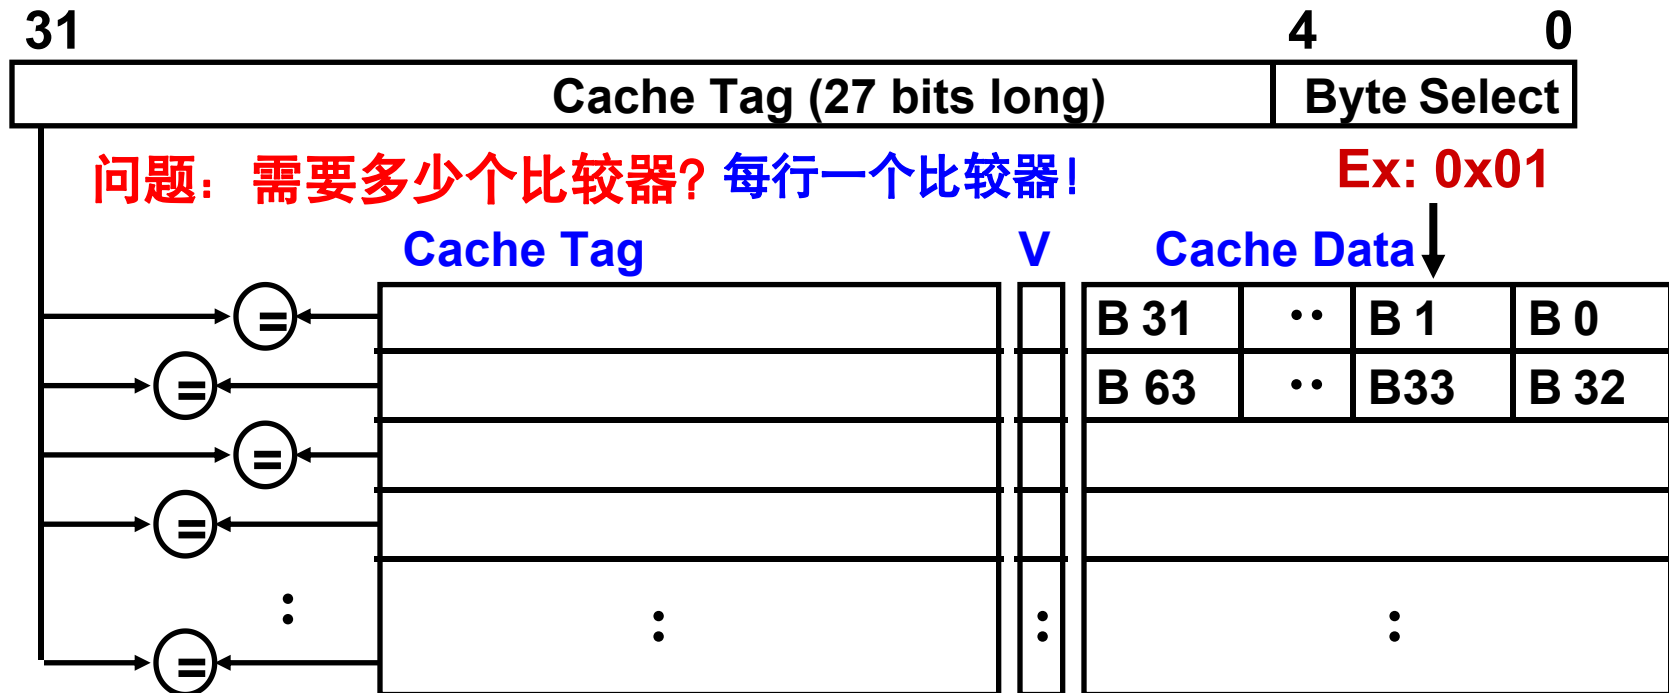 31 4 0
Cache Tag (27 bits long) Byte Select
问题：需要多少个比较器？每行一个比较器！ Ex: 0x01
Cache Tag V Cache Data
= B 31 ·· B 1 B 0
= B 63 ·· B33 B 32
=
=
: : : :
=